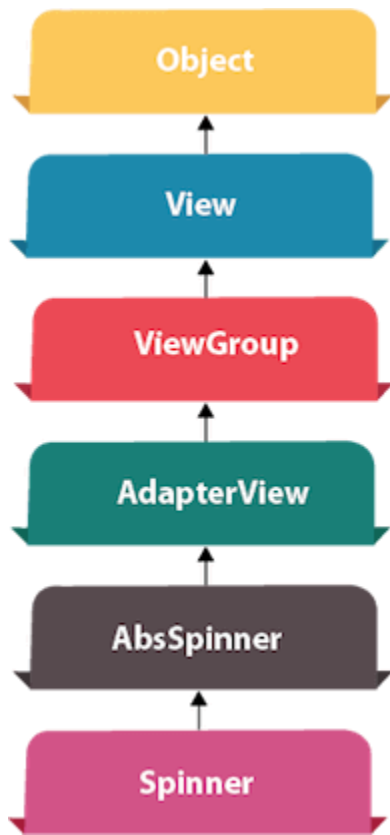 Object
View
ViewGroup
AdapterView
AbsSpinner
Spinner